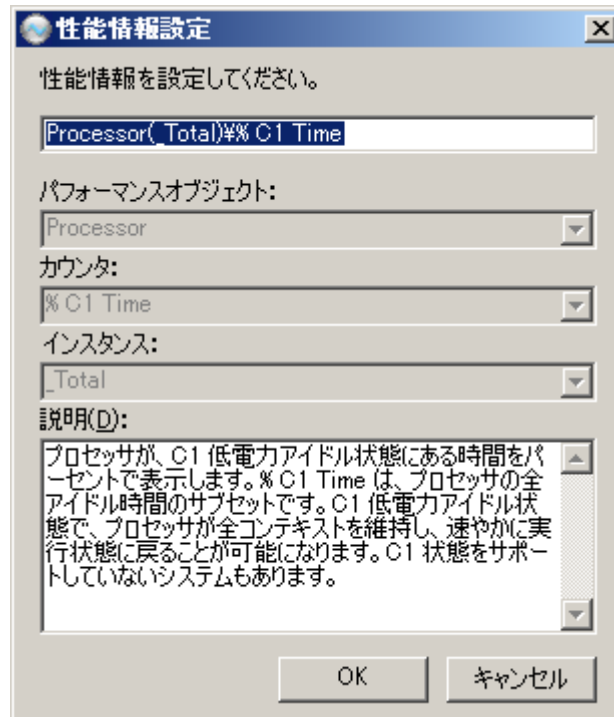 性能情報設定
性能情報を設定してください。
Processor(_Total)¥% C1 Time
パフォーマンスオブジェクト:
Processor
カウンタ:
% C1 Time
インスタンス:
_Total
説明(D):
プロセッサが、C1 低電力アイドル状態にある時間をパ
ーセントで表示します。% C1 Time は、プロセッサの全
アイドル時間のサブセットです。C1 低電力アイドル状
態で、プロセッサが全コンテキストを維持し、速やかに実
行状態に戻ることが可能になります。C1 状態をサポー
トしていないシステムもあります。
OK
キャンセル